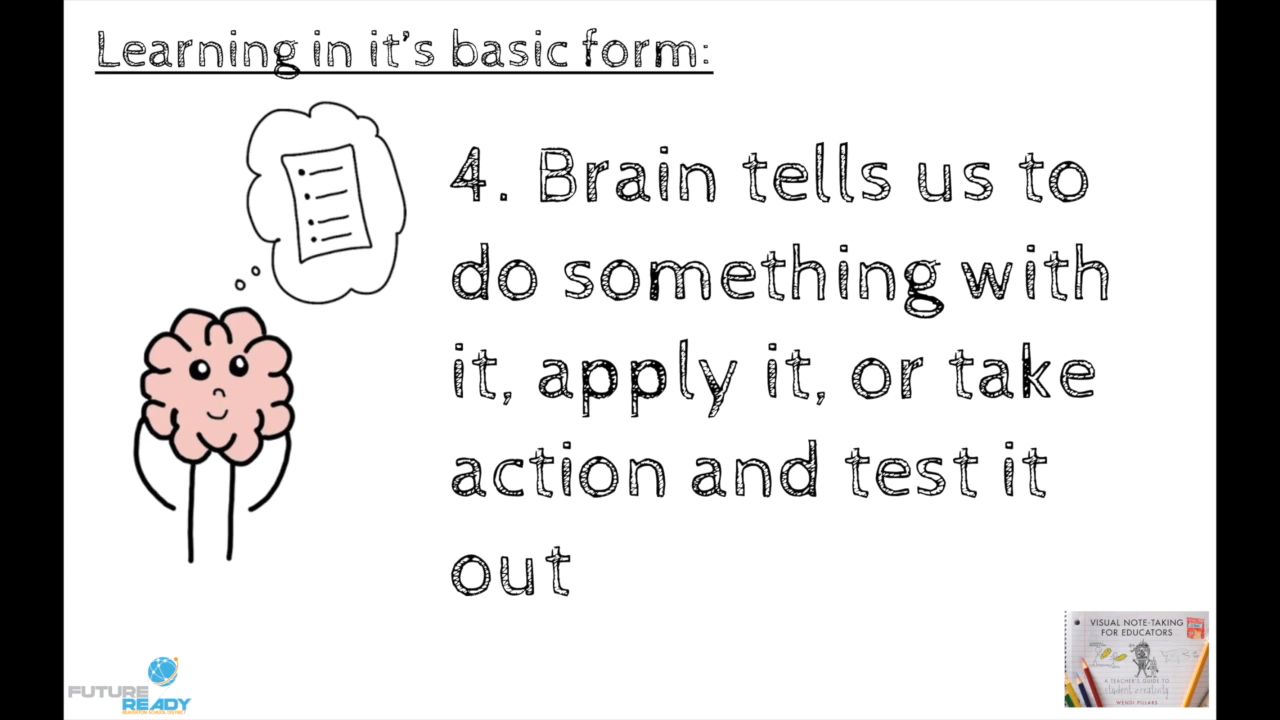 Learning in it's basic form:
4. Brain tells us to
do something with
it, apply it, or take
action and test it
out
FUTURE
READY
VISUAL NOTE-TAKING
FOR EDUCATORS
A TEACHER'S GUIDE TO
student creativity
WENDI PILLARS